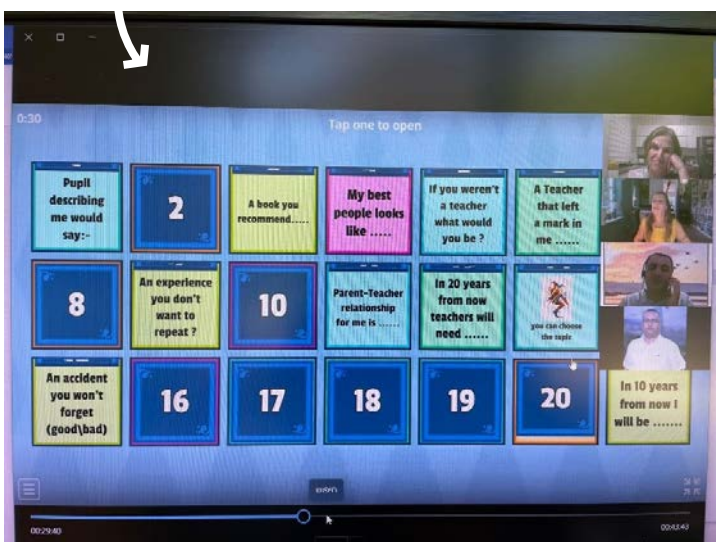 0:30
Tap one to open
Pupil
describing
me would
say:-
2
A book you
recommend.....
My best
people looks
like .....
If you weren't
a teacher
what would
you be ?
A Teacher
that left
a mark in
me ......
8
An experience
you don't
want to
repeat ?
10
Parent-Teacher
relationship
for me is ......
In 20 years
from now
teachers will
need ......
you can choose
the topic
An accident
you won't
forget
(good\bad)
16
17
18
19
20
In 10 years
from now I
will be .......
00:29:40
00:43:43